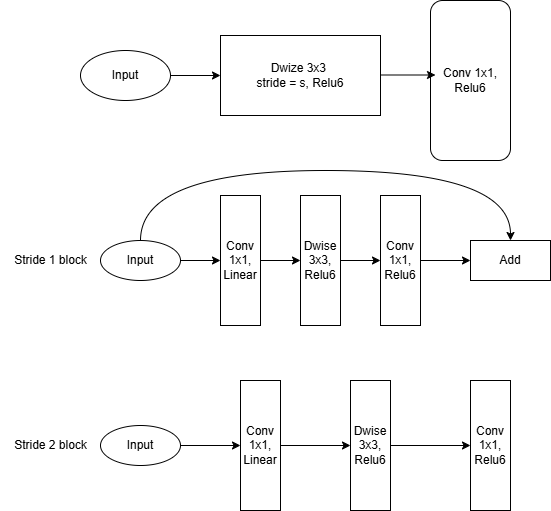 Input
Dwize 3x3
stride = s, Relu6
Conv 1x1,
Relu6
Stride 1 block
Input
Conv
1x1,
Linear
Dwise
3x3,
Relu6
Conv
1x1,
Relu6
Add
Stride 2 block
Input
Conv
1x1,
Linear
Dwise
3x3,
Relu6
Conv
1x1,
Relu6